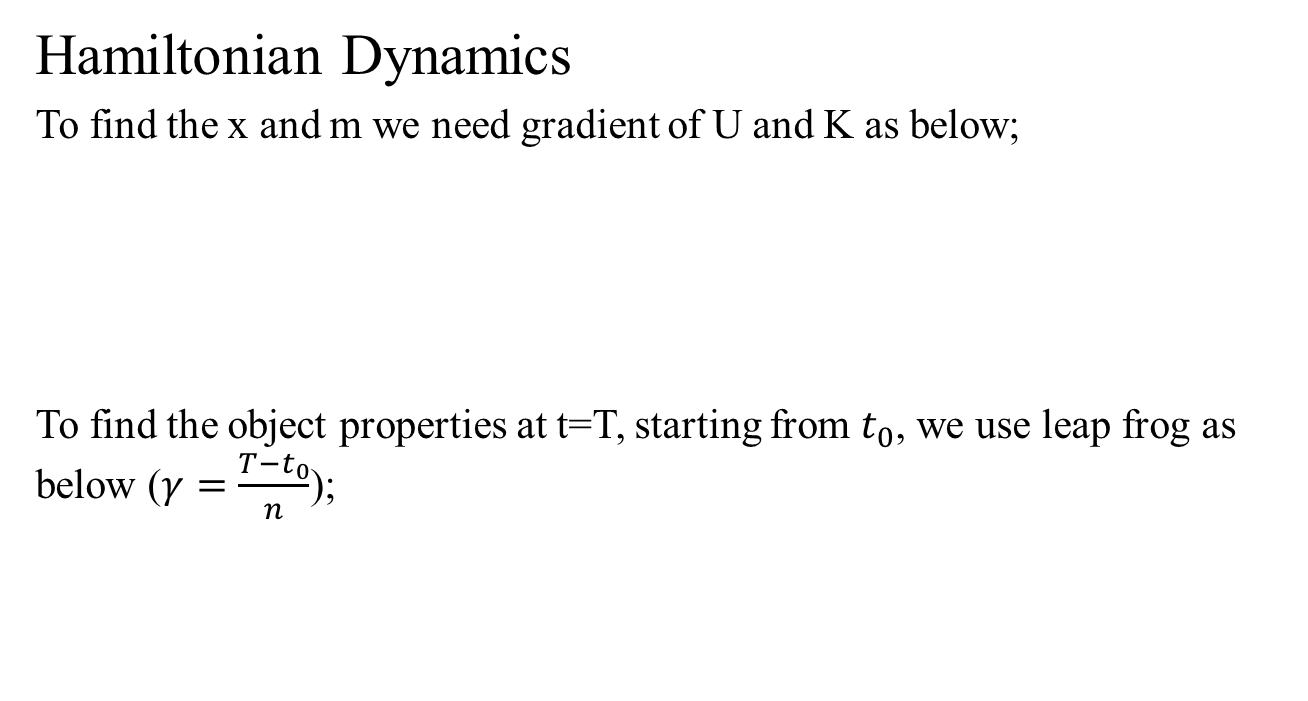 Hamiltonian Dynamics
To find the x and m we need gradient of U and K as below;
To find the object properties at t=T, starting from 𝑡₀, we use leap frog as
below (𝛾 = (𝑇−𝑡₀)/𝑛);